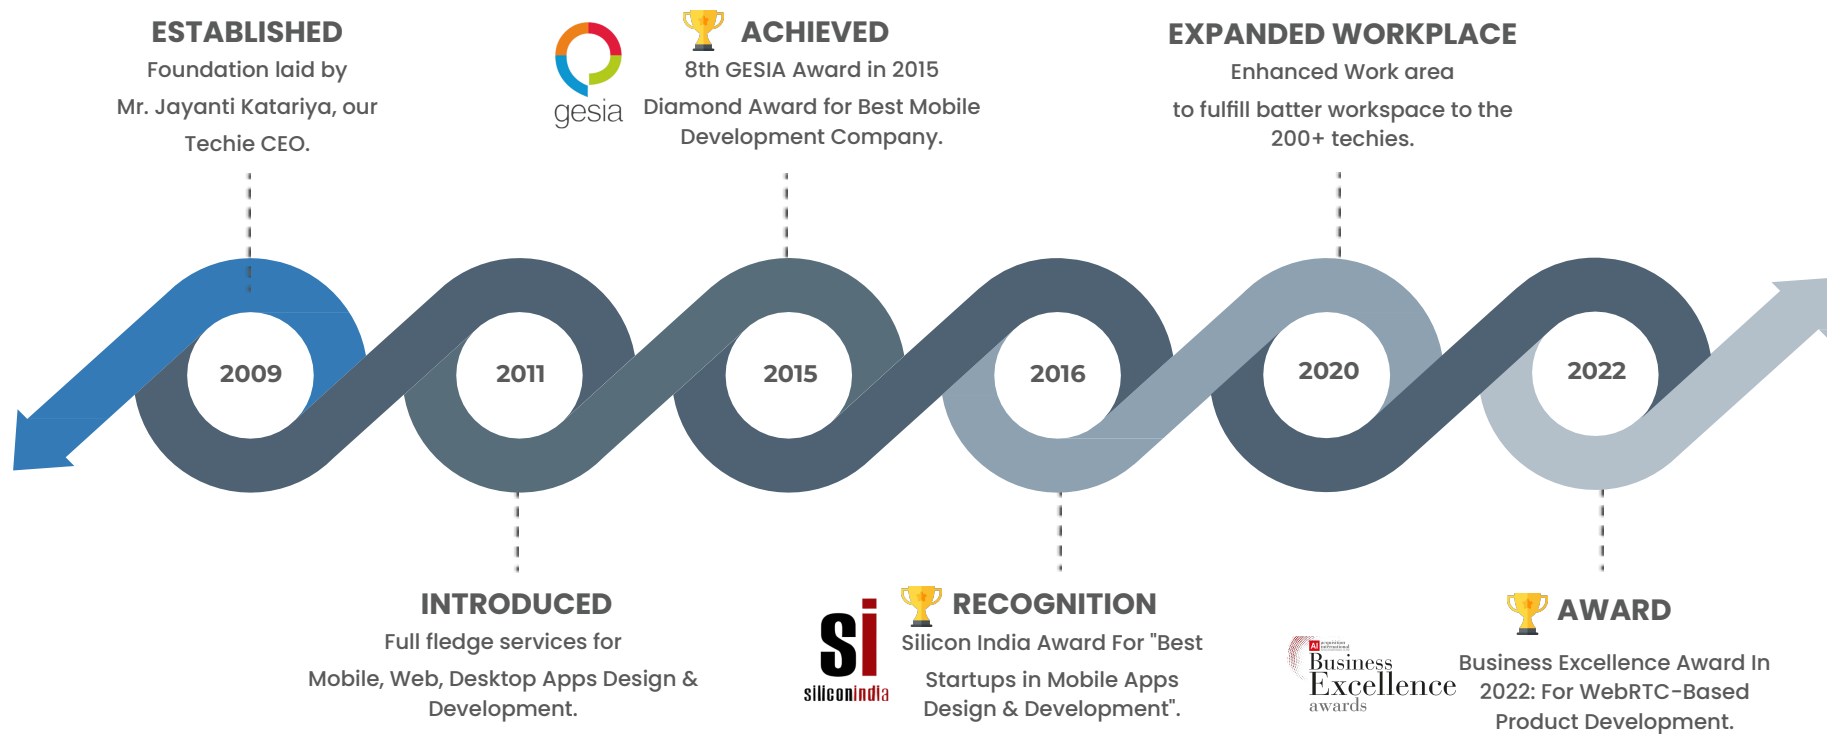 ESTABLISHED
Foundation laid by
Mr. Jayanti Katariya, our
Techie CEO.
gesia
ACHIEVED
8th GESIA Award in 2015
Diamond Award for Best Mobile
Development Company.
EXPANDED WORKPLACE
Enhanced Work area
to fulfill batter workspace to the
200+ techies.
2009
2011
2015
2016
2020
2022
INTRODUCED
Full fledge services for
Mobile, Web, Desktop Apps Design &
Development.
si
siliconindia
RECOGNITION
Silicon India Award For "Best
Startups in Mobile Apps
Design & Development".
AI acquisition
international
Business
Excellence
awards
AWARD
Business Excellence Award In
2022: For WebRTC-Based
Product Development.